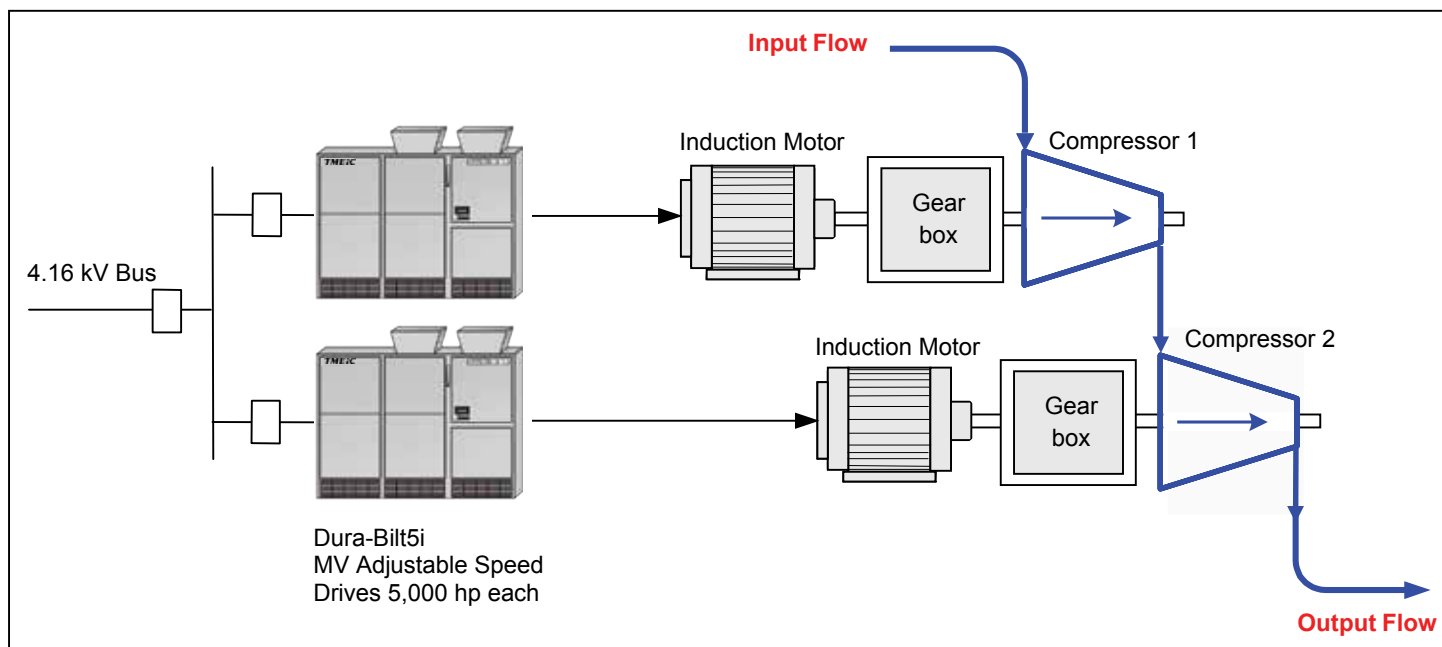 Input Flow
Induction Motor
Compressor 1
TMEiC
Gear
box
4.16 kV Bus
Induction Motor
Compressor 2
TMEiC
Gear
box
Dura-Bilt5i
MV Adjustable Speed
Drives 5,000 hp each
Output Flow